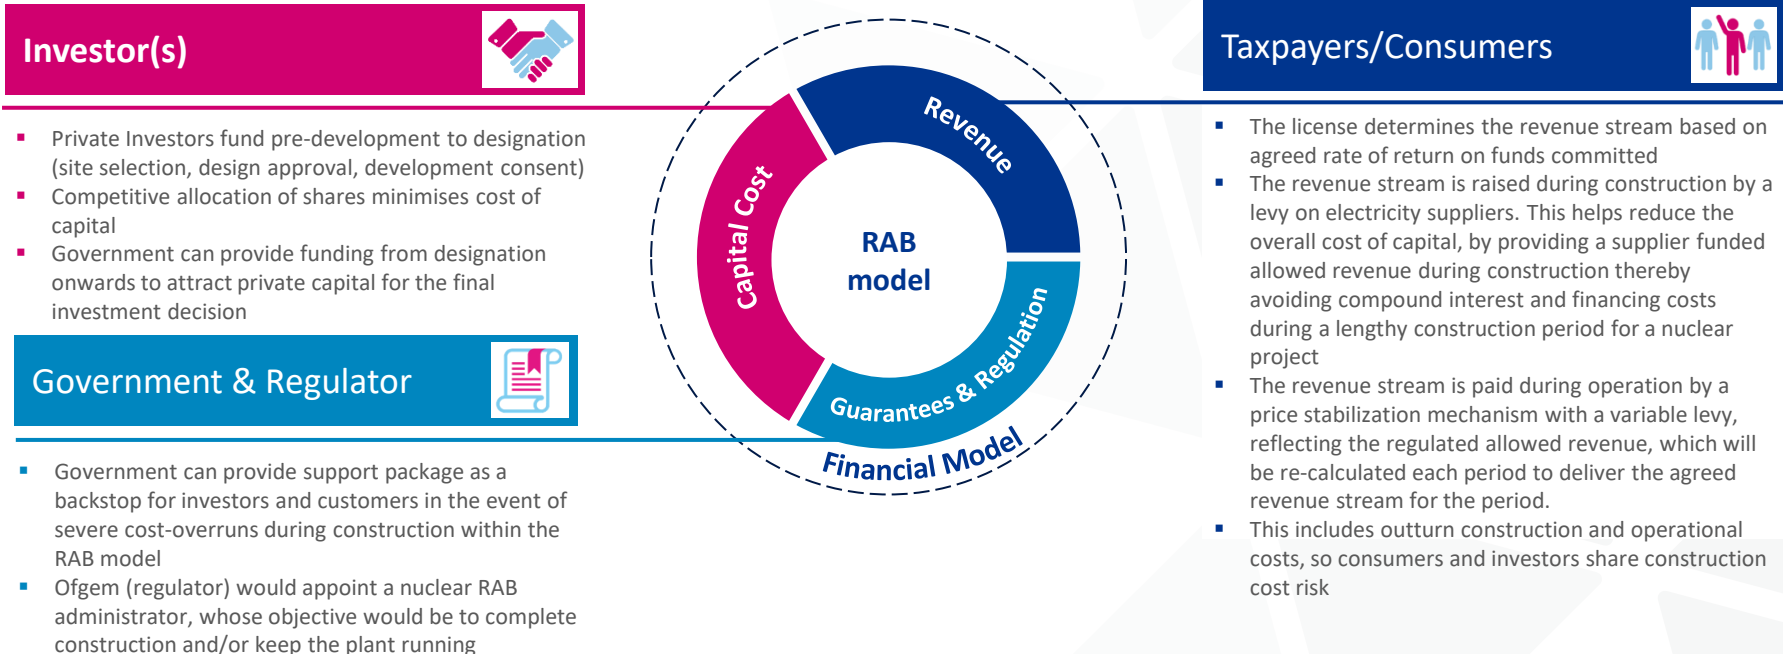 Investor(s)
▪ Private Investors fund pre-development to designation
(site selection, design approval, development consent)
▪ Competitive allocation of shares minimises cost of
capital
▪ Government can provide funding from designation
onwards to attract private capital for the final
investment decision
Government & Regulator
▪ Government can provide support package as a
backstop for investors and customers in the event of
severe cost-overruns during construction within the
RAB model
▪ Ofgem (regulator) would appoint a nuclear RAB
administrator, whose objective would be to complete
construction and/or keep the plant running
Revenue
Capital Cost
RAB
model
Guarantees & Regulation
Financial Model
Taxpayers/Consumers
▪ The license determines the revenue stream based on
agreed rate of return on funds committed
▪ The revenue stream is raised during construction by a
levy on electricity suppliers. This helps reduce the
overall cost of capital, by providing a supplier funded
allowed revenue during construction thereby
avoiding compound interest and financing costs
during a lengthy construction period for a nuclear
project
▪ The revenue stream is paid during operation by a
price stabilization mechanism with a variable levy,
reflecting the regulated allowed revenue, which will
be re-calculated each period to deliver the agreed
revenue stream for the period.
▪ This includes outturn construction and operational
costs, so consumers and investors share construction
cost risk